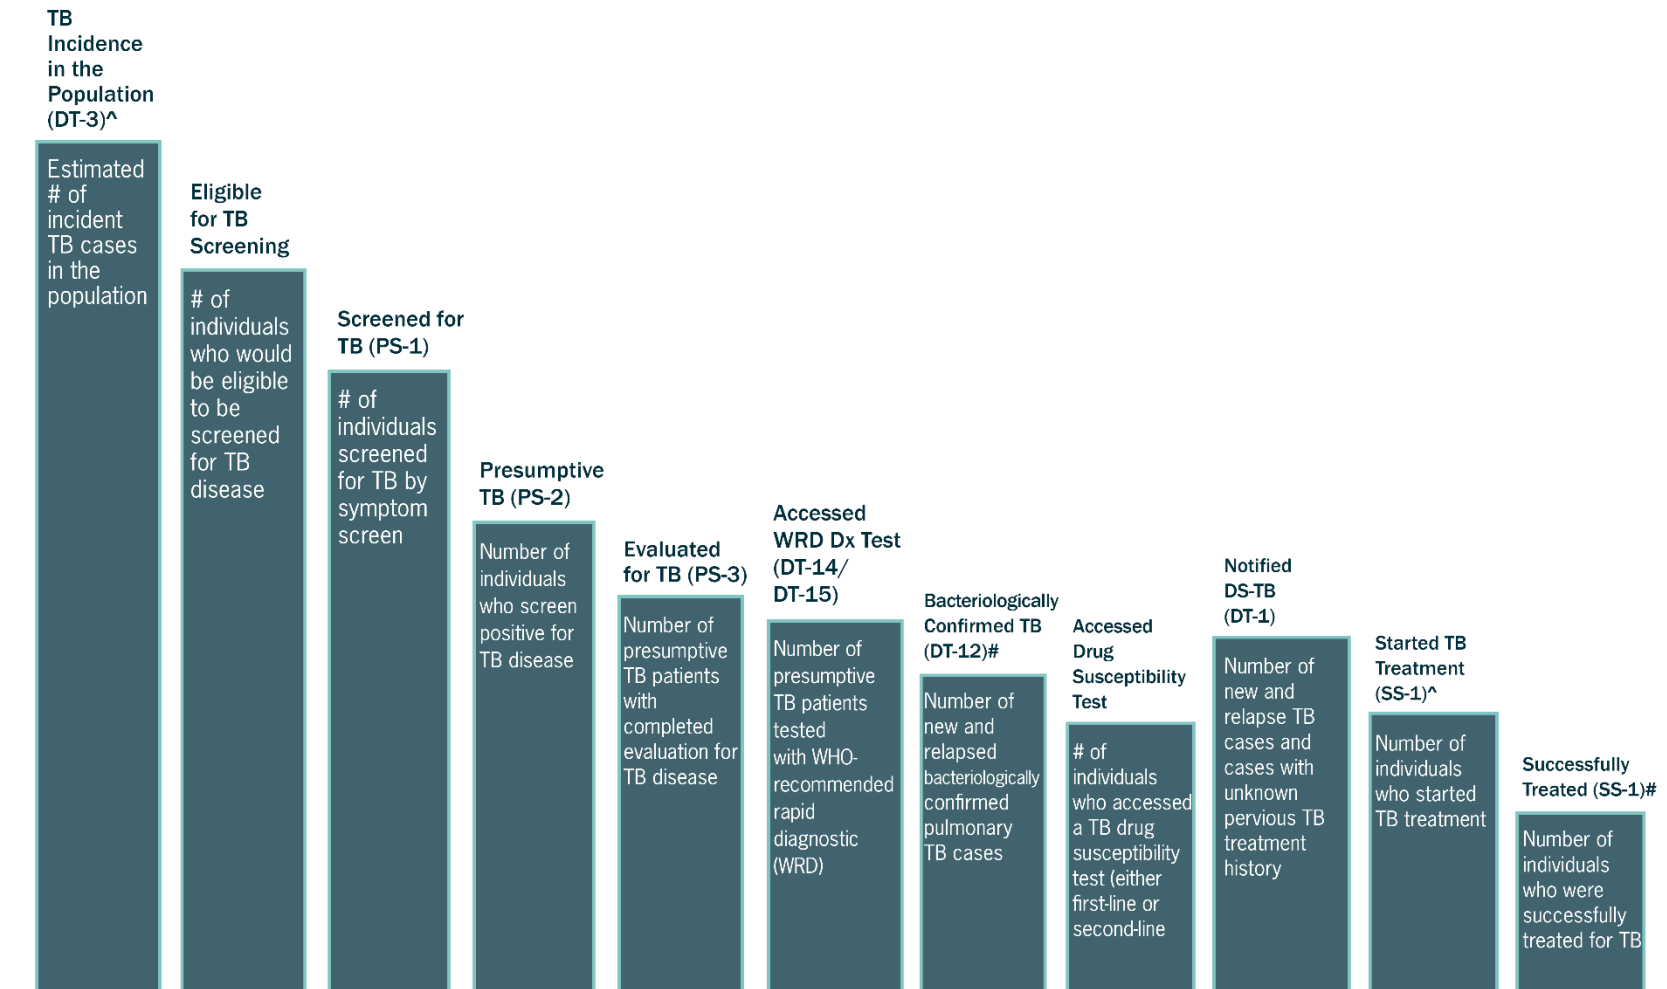 TB
Incidence
in the
Population
(DT-3)^
Estimated
# of
incident
TB cases
in the
population
Eligible
for TB
Screening
# of
individuals
who would
be eligible
to be
screened
for TB
disease
Screened for
TB (PS-1)
# of
individuals
screened
for TB by
symptom
screen
Presumptive
TB (PS-2)
Number of
individuals
who screen
positive for
TB disease
Evaluated
for TB (PS-3)
Number of
presumptive
TB patients
with
completed
evaluation for
TB disease
Accessed
WRD Dx Test
(DT-14/
DT-15)
Number of
presumptive
TB patients
tested
with WHO-
recommended
rapid
diagnostic
(WRD)
Bacteriologically
Confirmed TB
(DT-12)#
Number of
new and
relapsed
bacteriologically
confirmed
pulmonary
TB cases
Accessed
Drug
Susceptibility
Test
# of
individuals
who accessed
a TB drug
susceptibility
test (either
first-line or
second-line
Notified
DS-TB
(DT-1)
Number of
new and
relapse TB
cases and
cases with
unknown
pervious TB
treatment
history
Started TB
Treatment
(SS-1)^
Number of
individuals
who started
TB treatment
Successfully
Treated (SS-1)#
Number of
individuals
who were
successfully
treated for TB